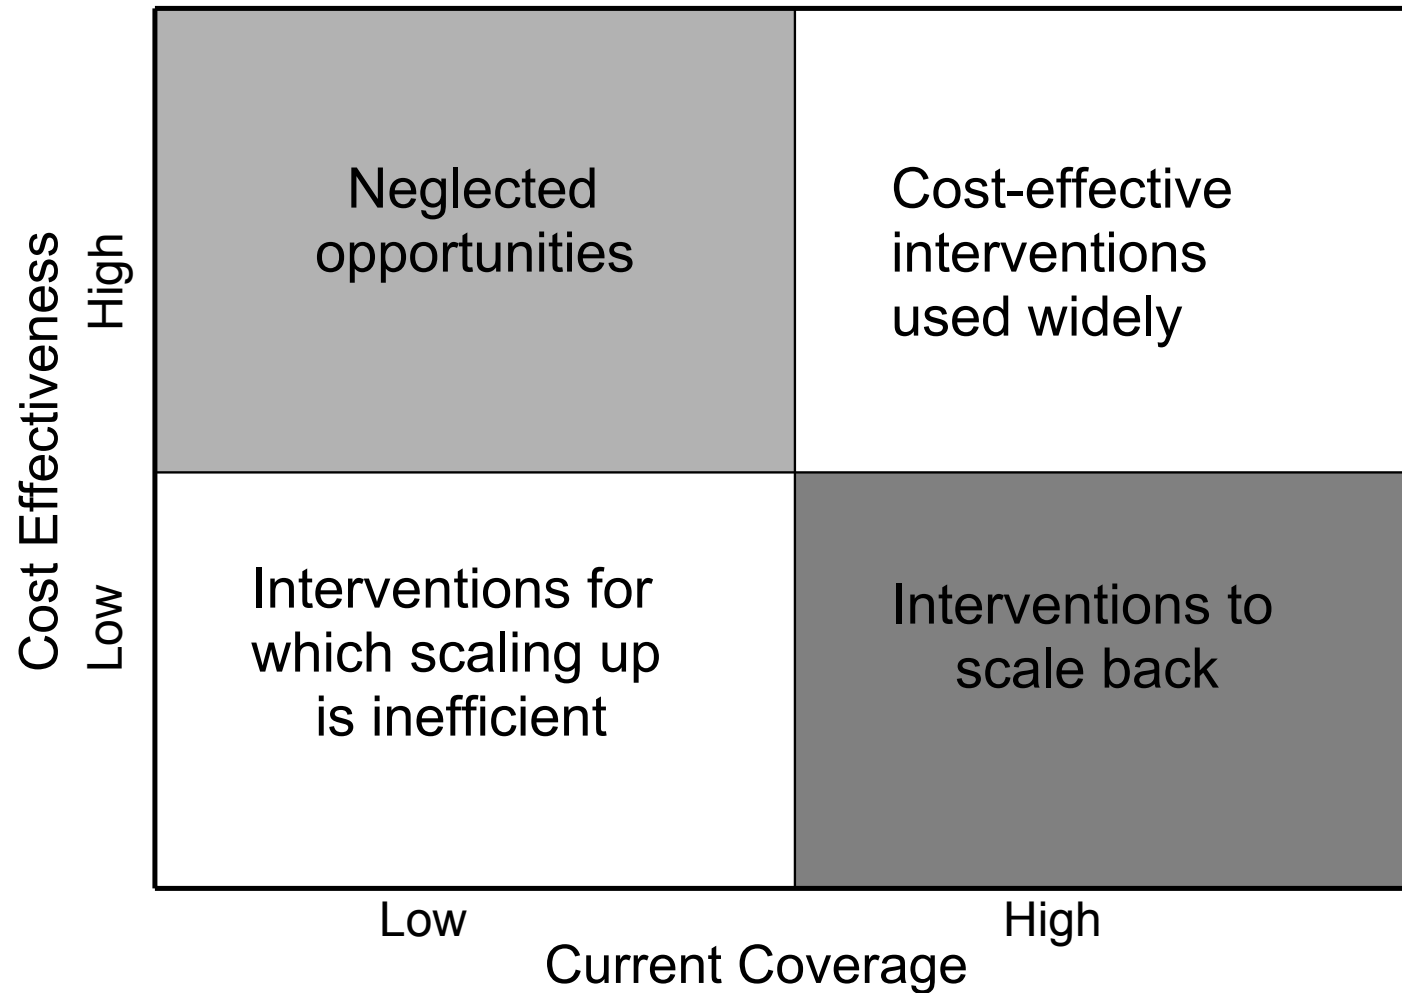 Neglected
opportunities
Cost-effective
interventions
used widely
Cost Effectiveness
High
Low
Interventions for
which scaling up
is inefficient
Interventions to
scale back
Low
High
Current Coverage